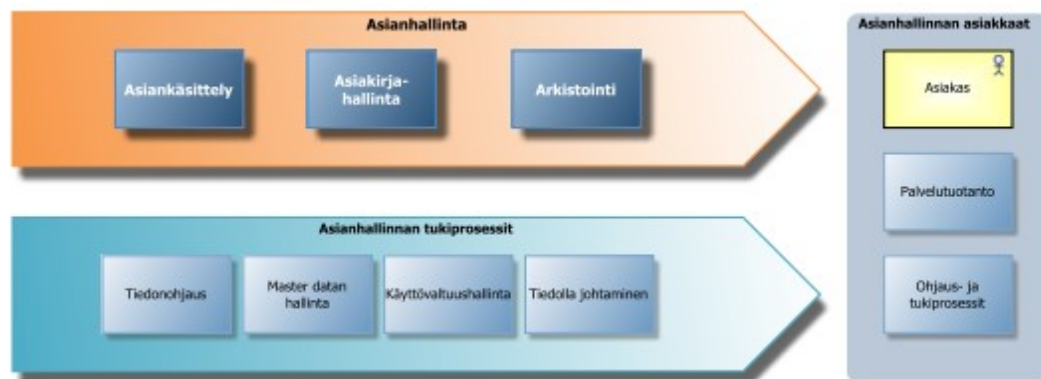 Asianhallinta
Asiankäsittely
Asiakirja-
hallinta
Arkistointi
Asianhallinnan tukiprosessit
Tiedonohjaus
Master datan
hallinta
Käyttövaltuushallinta
Tiedolla johtaminen
Asianhallinnan asiakkaat
Asiakas
Palvelutuotanto
Ohjaus- ja
tukiprosessit